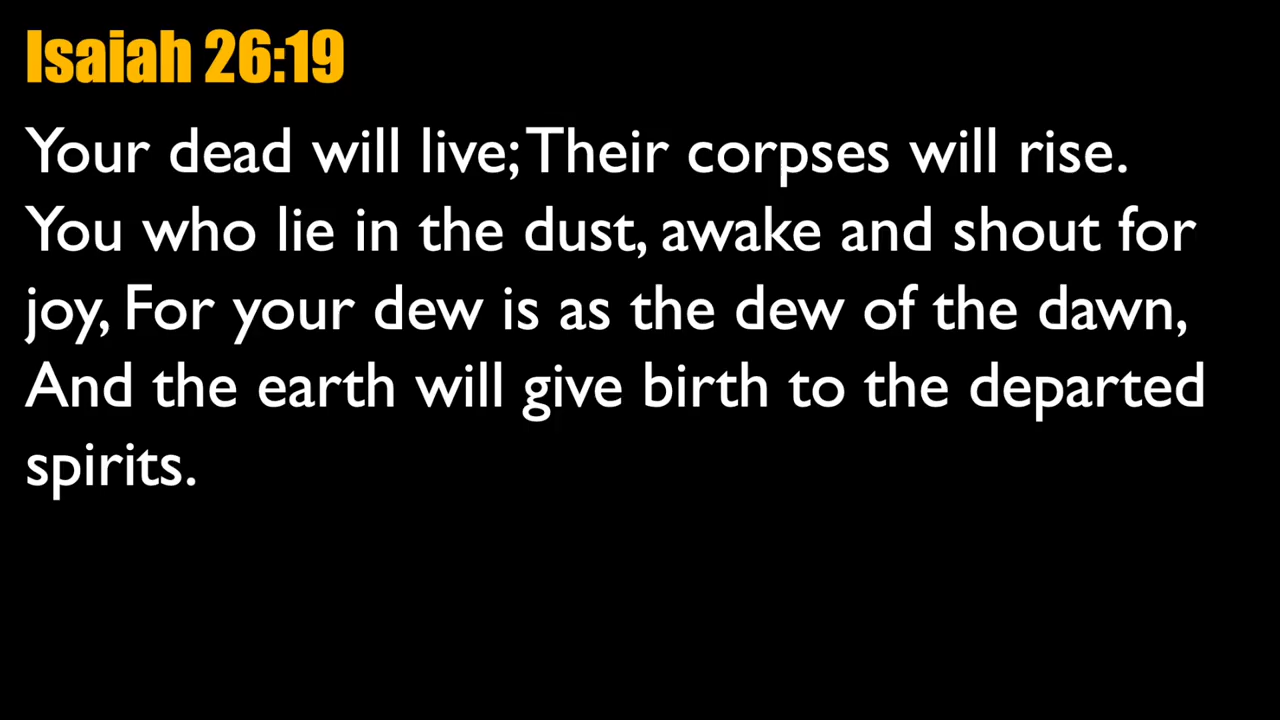 Isaiah 26:19
Your dead will live; Their corpses will rise.
You who lie in the dust, awake and shout for
joy, For your dew is as the dew of the dawn,
And the earth will give birth to the departed
spirits.